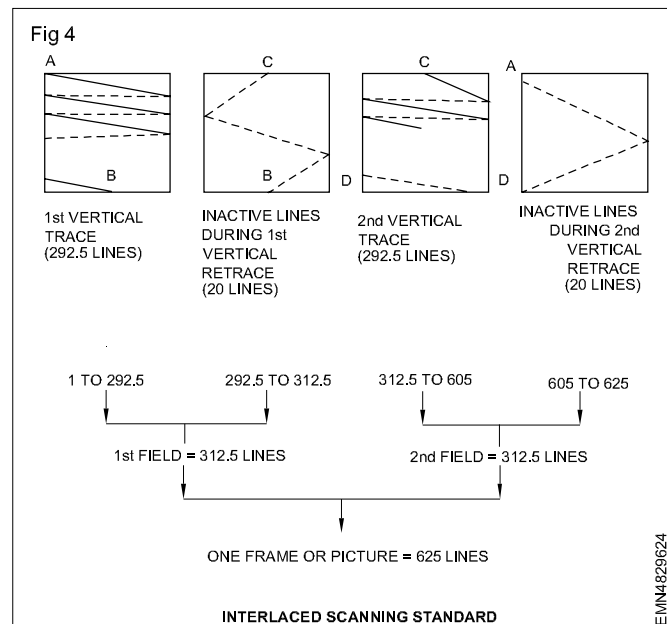 Fig 4
A
B
1st VERTICAL
TRACE
(292.5 LINES)
C
B
INACTIVE LINES
DURING 1st
VERTICAL
RETRACE
(20 LINES)
C
D
2nd VERTICAL
TRACE
(292.5 LINES)
A
D
INACTIVE LINES
DURING 2nd
VERTICAL
RETRACE
(20 LINES)
1 TO 292.5
292.5 TO 312.5
312.5 TO 605
605 TO 625
1st FIELD = 312.5 LINES
2nd FIELD = 312.5 LINES
ONE FRAME OR PICTURE = 625 LINES
INTERLACED SCANNING STANDARD
EMN4829624